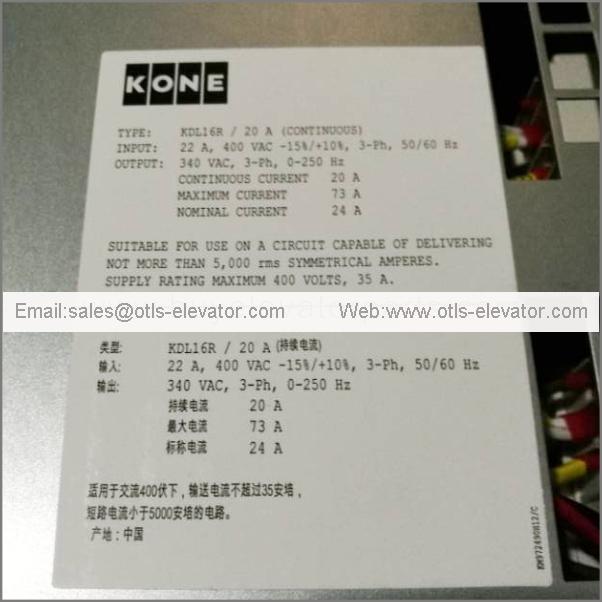 KONE
TYPE: KDL16R / 20 A (CONTINUOUS)
INPUT: 22 A, 400 VAC -15%/+10%, 3-Ph, 50/60 Hz
OUTPUT: 340 VAC, 3-Ph, 0-250 Hz
CONTINUOUS CURRENT 20 A
MAXIMUM CURRENT 73 A
NOMINAL CURRENT 24 A
SUITABLE FOR USE ON A CIRCUIT CAPABLE OF DELIVERING
NOT MORE THAN 5,000 rms SYMMETRICAL AMPERES.
SUPPLY RATING MAXIMUM 400 VOLTS, 35 A.
Email:sales@otls-elevator.com Web:www.otls-elevator.com
类型: KDL16R / 20 A (持续电流)
输入: 22 A, 400 VAC -15%/+10%, 3-Ph, 50/60 Hz
输出: 340 VAC, 3-Ph, 0-250 Hz
持续电流 20 A
最大电流 73 A
标称电流 24 A
适用于交流400伏下，输送电流不超过35安培，
短路电流小于5000安培的电路。
产地:中国
KM972490H12/C